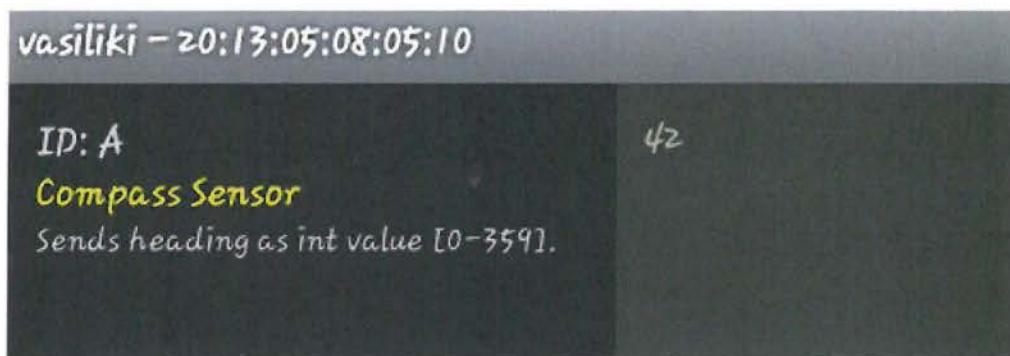 vasiliki - 20:13:05:08:05:10
ID: A
42
Compass Sensor
Sends heading as int value [0-359].